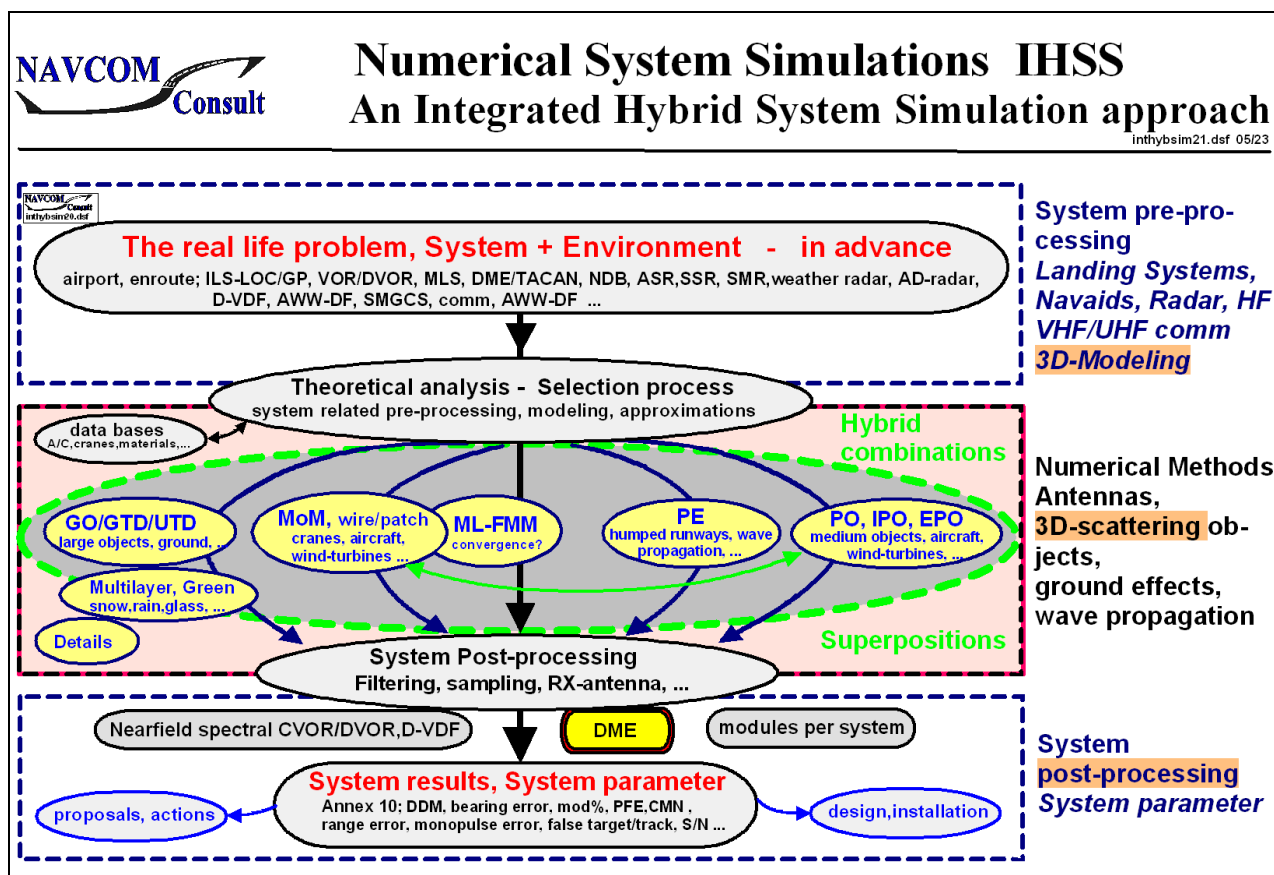 NAVCOM
Consult
Numerical System Simulations IHSS
An Integrated Hybrid System Simulation approach
inthybsim21.dsf 05/23
NAVCOM
Consult
inthybsim20.dsf
The real life problem, System + Environment - in advance
airport, enroute; ILS-LOC/GP, VOR/DVOR, MLS, DME/TACAN, NDB, ASR,SSR, SMR,weather radar, AD-radar,
D-VDF, AWW-DF, SMGCS, comm, AWW-DF ...
System pre-pro-
cessing
Landing Systems,
Navaids, Radar, HF
VHF/UHF comm
3D-Modeling
Theoretical analysis - Selection process
system related pre-processing, modeling, approximations
data bases
A/C,cranes,materials,...
Hybrid
combinations
GO/GTD/UTD
large objects, ground, ..
MoM, wire/patch
cranes, aircraft,
wind-turbines ...
ML-FMM
convergence?
PE
humped runways, wave
propagation, ...
PO, IPO, EPO
medium objects, aircraft,
wind-turbines, ...
Multilayer, Green
snow,rain,glass, ...
Details
Superpositions
Numerical Methods
Antennas,
3D-scattering ob-
jects,
ground effects,
wave propagation
System Post-processing
Filtering, sampling, RX-antenna, ...
Nearfield spectral CVOR/DVOR,D-VDF
DME
modules per system
System results, System parameter
Annex 10; DDM, bearing error, mod%, PFE,CMN ,
range error, monopulse error, false target/track, S/N ...
proposals, actions
design,installation
System
post-processing
System parameter